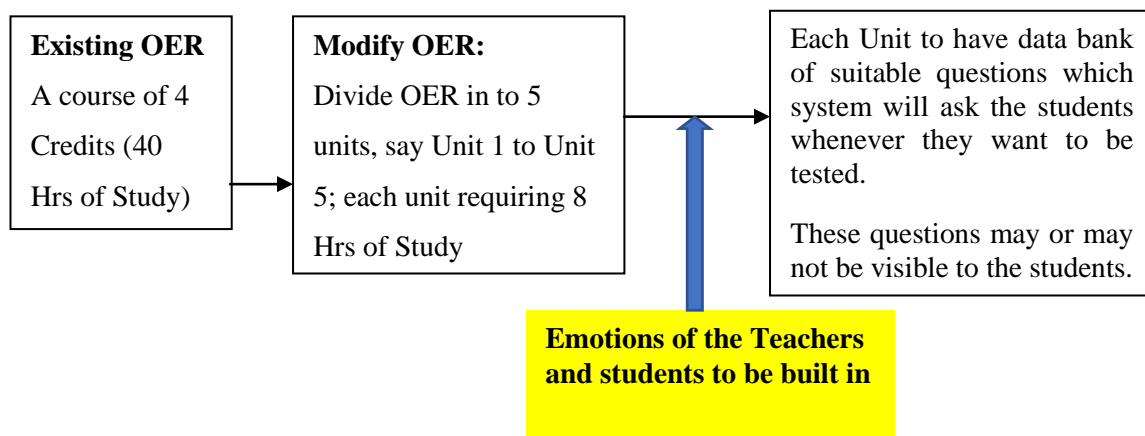 Existing OER
A course of 4
Credits (40
Hrs of Study)
Modify OER:
Divide OER in to 5
units, say Unit 1 to Unit
5; each unit requiring 8
Hrs of Study
Each Unit to have data bank
of suitable questions which
system will ask the students
whenever they want to be
tested.
These questions may or may
not be visible to the students.
Emotions of the Teachers
and students to be built in